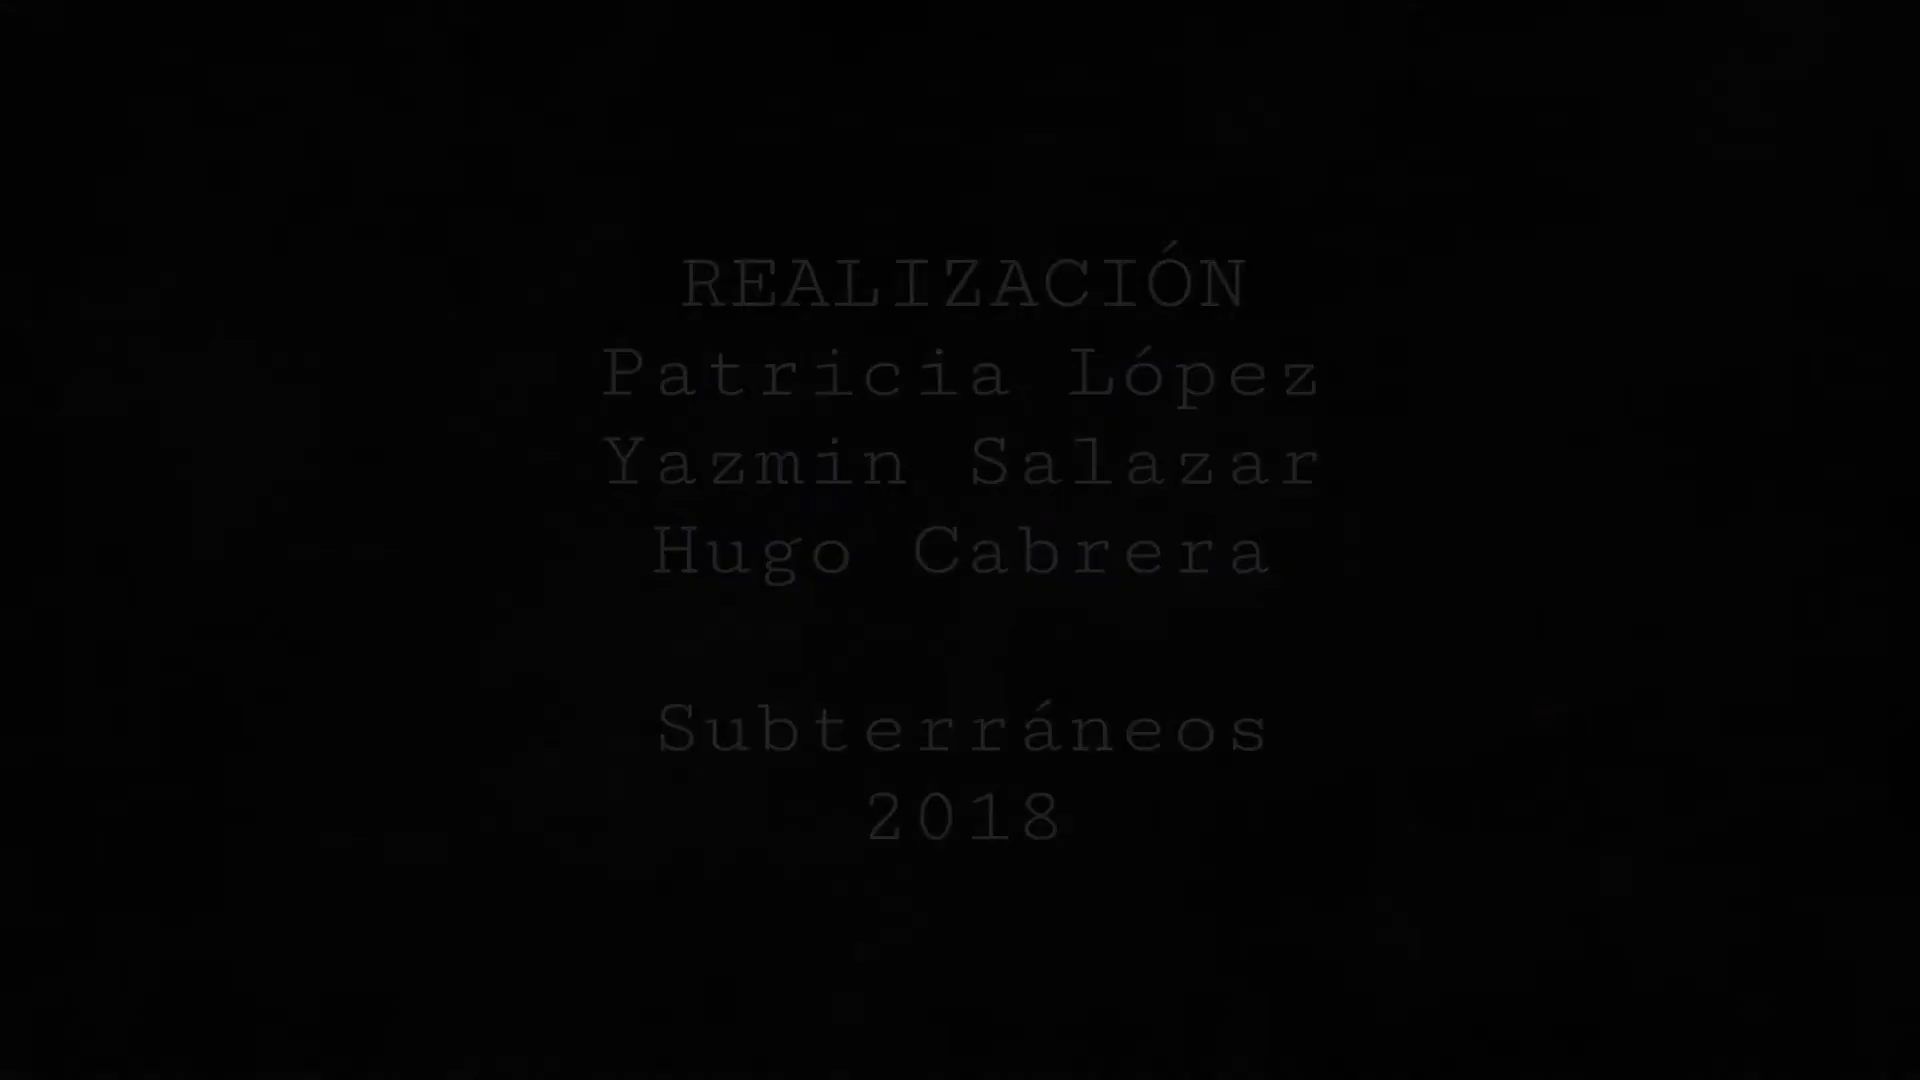 REALIZACIÓN
Patricia López
Yazmin Salazar
Hugo Cabrera
Subterráneos
2018